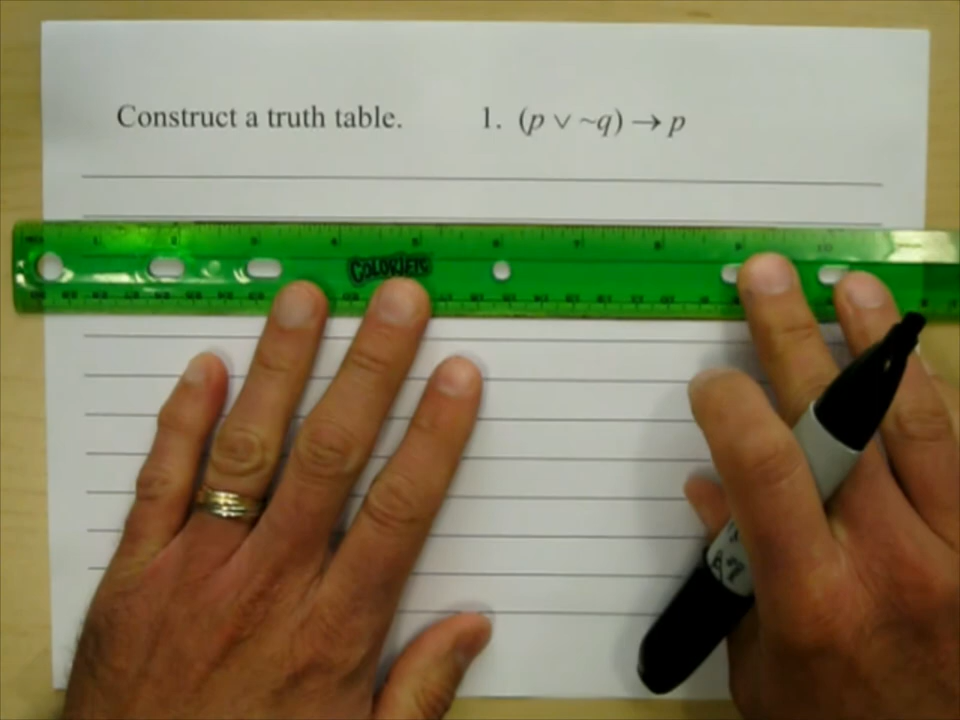 Construct a truth table. 1. (p ∨ ~q) → p